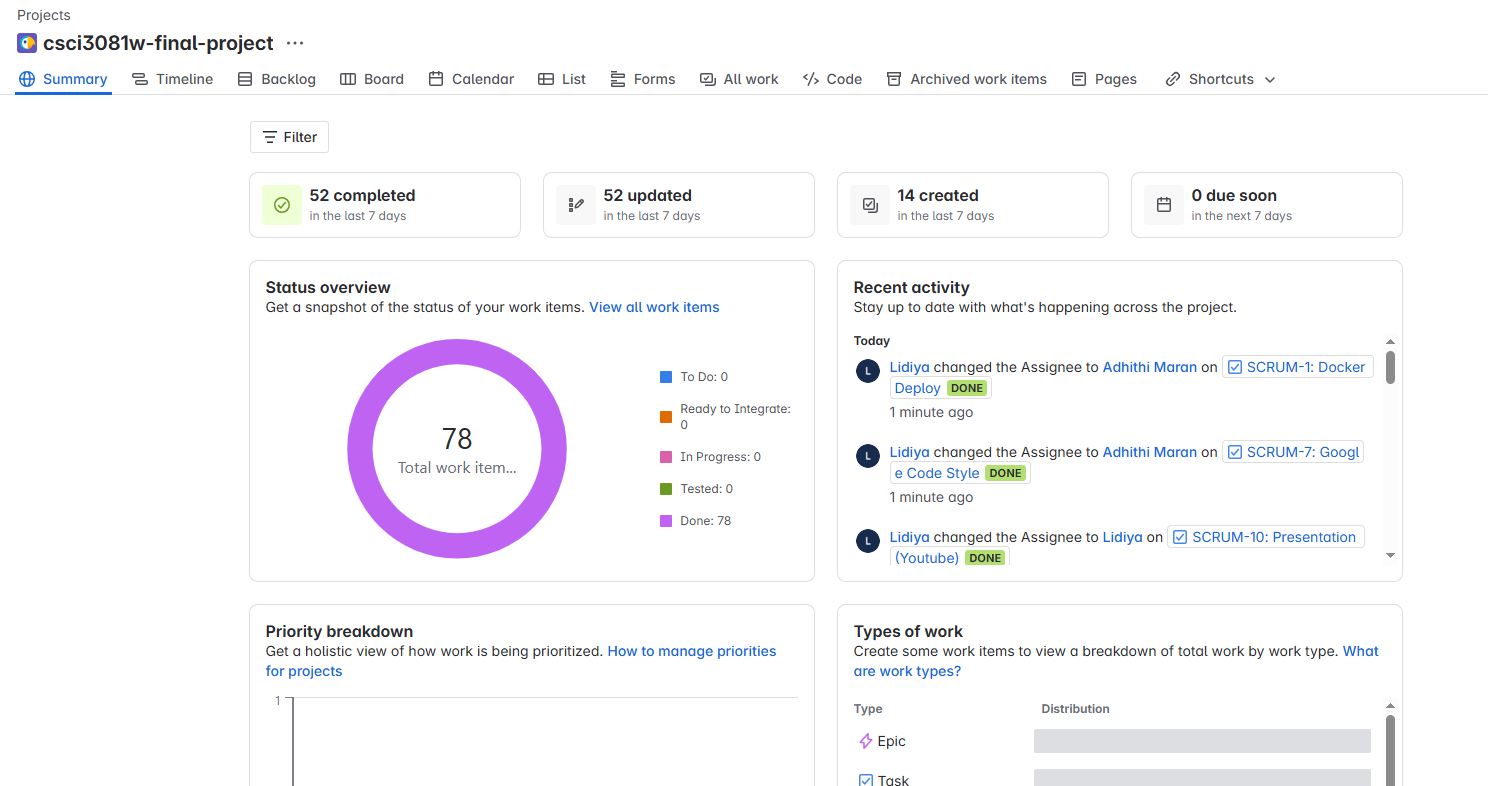 Projects
csci3081w-final-project ···
Summary Timeline Backlog Board Calendar List Forms All work Code Archived work items Pages Shortcuts
Filter
52 completed
in the last 7 days
52 updated
in the last 7 days
14 created
in the last 7 days
0 due soon
in the next 7 days
Status overview
Get a snapshot of the status of your work items. View all work items
78
Total work item...
To Do: 0
Ready to Integrate:
0
In Progress: 0
Tested: 0
Done: 78
Recent activity
Stay up to date with what's happening across the project.
Today
L Lidiya changed the Assignee to Adhithi Maran on SCRUM-1: Docker
Deploy DONE
1 minute ago
L Lidiya changed the Assignee to Adhithi Maran on SCRUM-7: Googl
e Code Style DONE
1 minute ago
L Lidiya changed the Assignee to Lidiya on SCRUM-10: Presentation
(Youtube) DONE
Priority breakdown
Get a holistic view of how work is being prioritized. How to manage priorities
for projects
1
Types of work
Create some work items to view a breakdown of total work by work type. What
are work types?
Type Distribution
Epic
Task